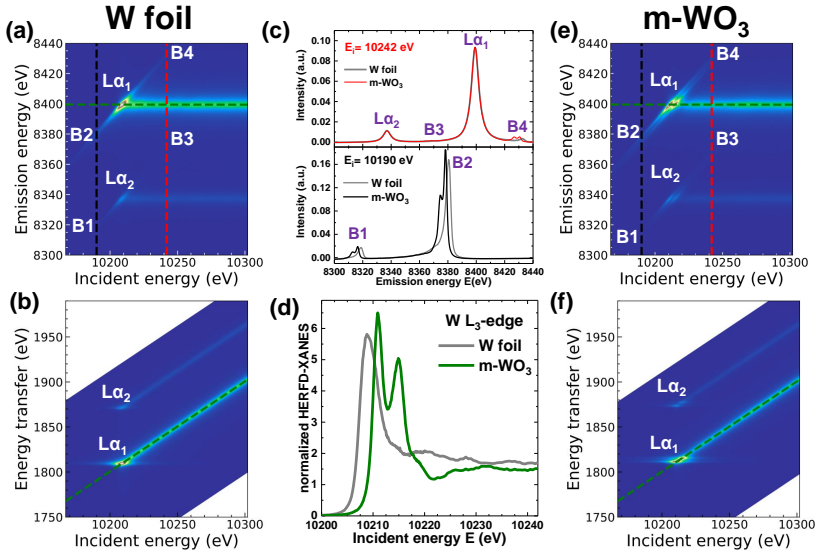 W foil
m-WO₃
(a)
8440
8420
8400
8380
8360
8340
8320
8300
Emission energy (eV)
B4
Lα₁
B2
B3
Lα₂
B1
10200
10250
10300
Incident energy (eV)
(c)
0.10
0.08
0.06
0.04
0.02
0.00
Intensity (a.u.)
Eᵢ= 10242 eV
W foil
m-WO₃
Lα₁
Lα₂
B3
B4
0.16
0.12
0.08
0.04
0.00
Intensity (a.u.)
Eᵢ= 10190 eV
W foil
m-WO₃
B2
B1
8300
8320
8340
8360
8380
8400
8420
8440
Emission energy E(eV)
(e)
8440
8420
8400
8380
8360
8340
8320
8300
Emission energy (eV)
B4
Lα₁
B2
B3
Lα₂
B1
10200
10250
10300
Incident energy (eV)
(b)
1950
1900
1850
1800
1750
Energy transfer (eV)
Lα₂
Lα₁
10200
10250
10300
Incident energy (eV)
(d)
6
5
4
3
2
1
0
normalized HERFD-XANES
W L₃-edge
W foil
m-WO₃
10200
10210
10220
10230
10240
Incident energy E (eV)
(f)
1950
1900
1850
1800
1750
Energy transfer (eV)
Lα₂
Lα₁
10200
10250
10300
Incident energy (eV)